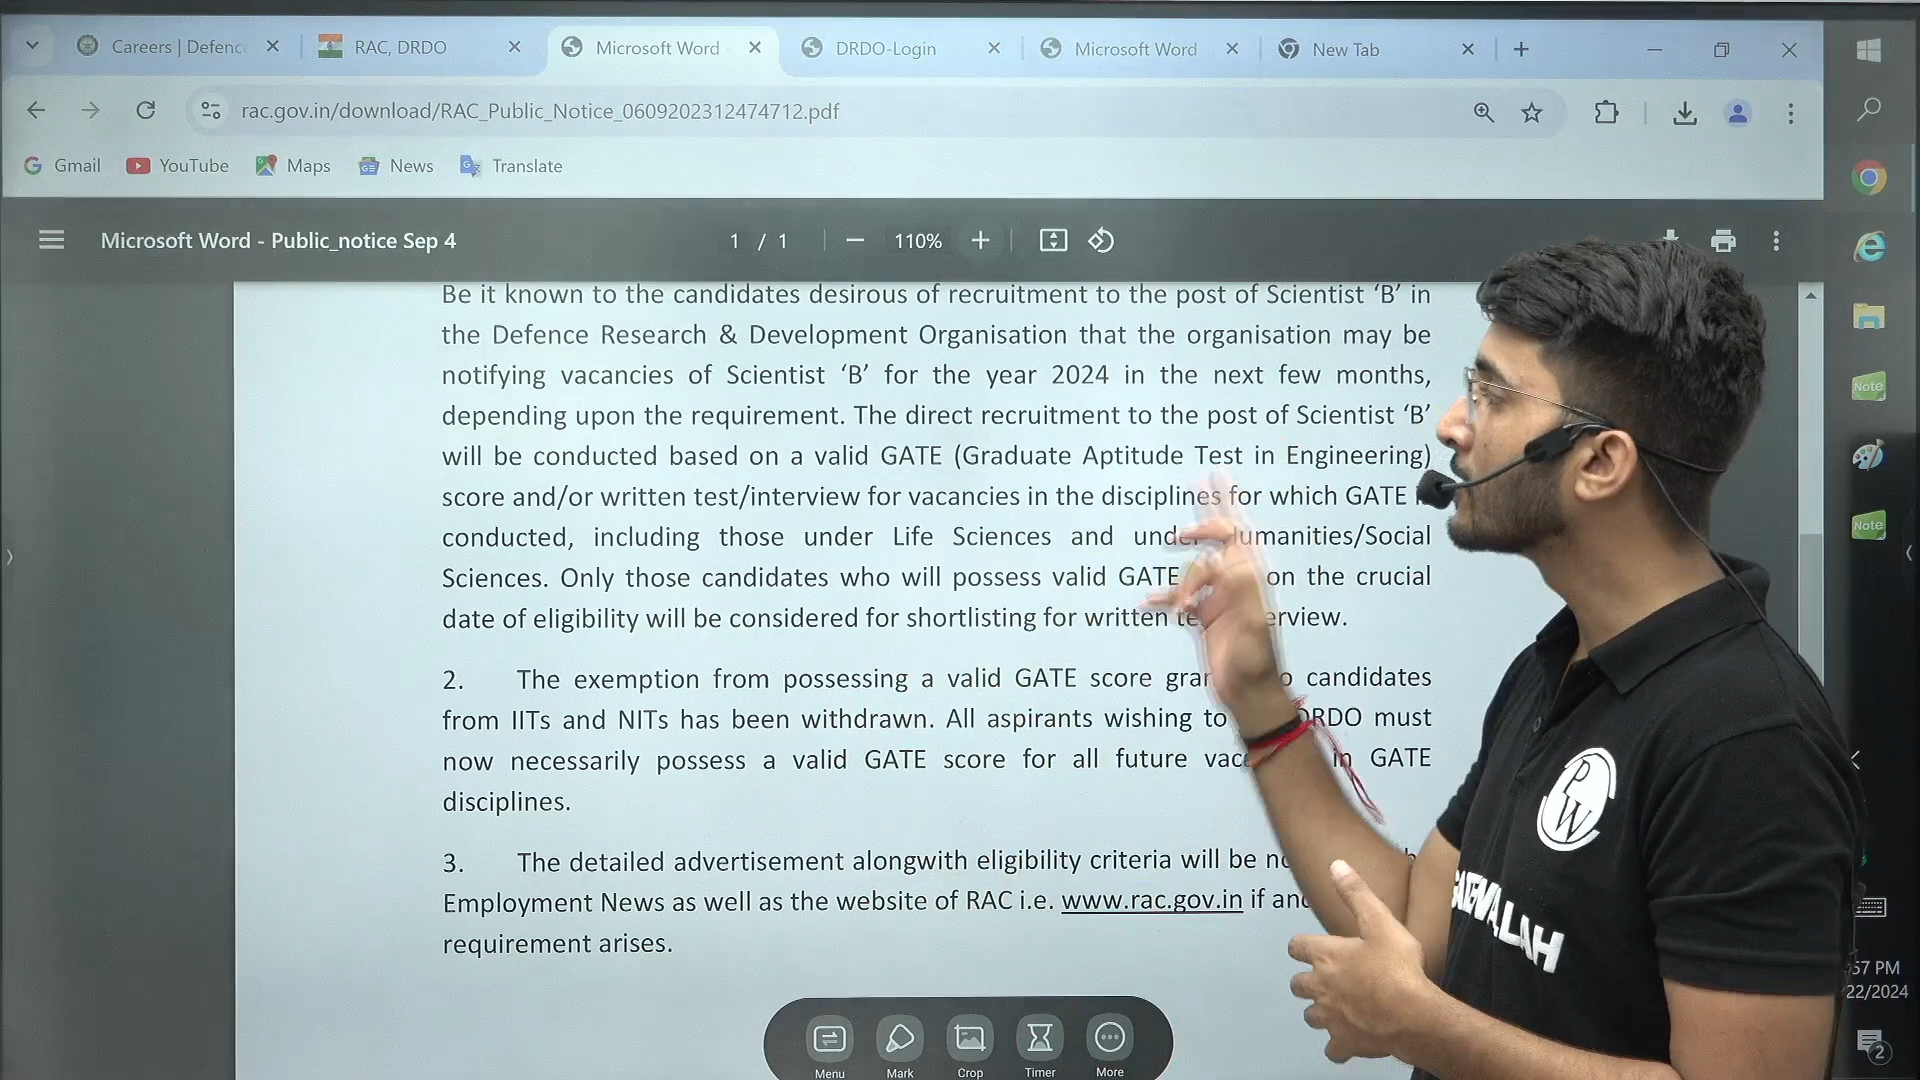 Careers | Defenc
RAC, DRDO
Microsoft Word -
DRDO-Login
Microsoft Word
New Tab
rac.gov.in/download/RAC_Public_Notice_0609202312474712.pdf
Gmail
YouTube
Maps
News
Translate
Microsoft Word - Public_notice Sep 4
1 / 1
110%
Be it known to the candidates desirous of recruitment to the post of Scientist ‘B’ in
the Defence Research & Development Organisation that the organisation may be
notifying vacancies of Scientist ‘B’ for the year 2024 in the next few months,
depending upon the requirement. The direct recruitment to the post of Scientist ‘B’
will be conducted based on a valid GATE (Graduate Aptitude Test in Engineering)
score and/or written test/interview for vacancies in the disciplines for which GATE
conducted, including those under Life Sciences and under Humanities/Social
Sciences. Only those candidates who will possess valid GATE on the crucial
date of eligibility will be considered for shortlisting for written
2. The exemption from possessing a valid GATE score candidates
from IITs and NITs has been withdrawn. All aspirants wishing to DRDO must
now necessarily possess a valid GATE score for all future in GATE
disciplines.
3. The detailed advertisement alongwith eligibility criteria will be
Employment News as well as the website of RAC i.e. www.rac.gov.in if
requirement arises.
Note
Note
PW
Menu
Mark
Crop
Timer
More
57 PM
/22/2024
2